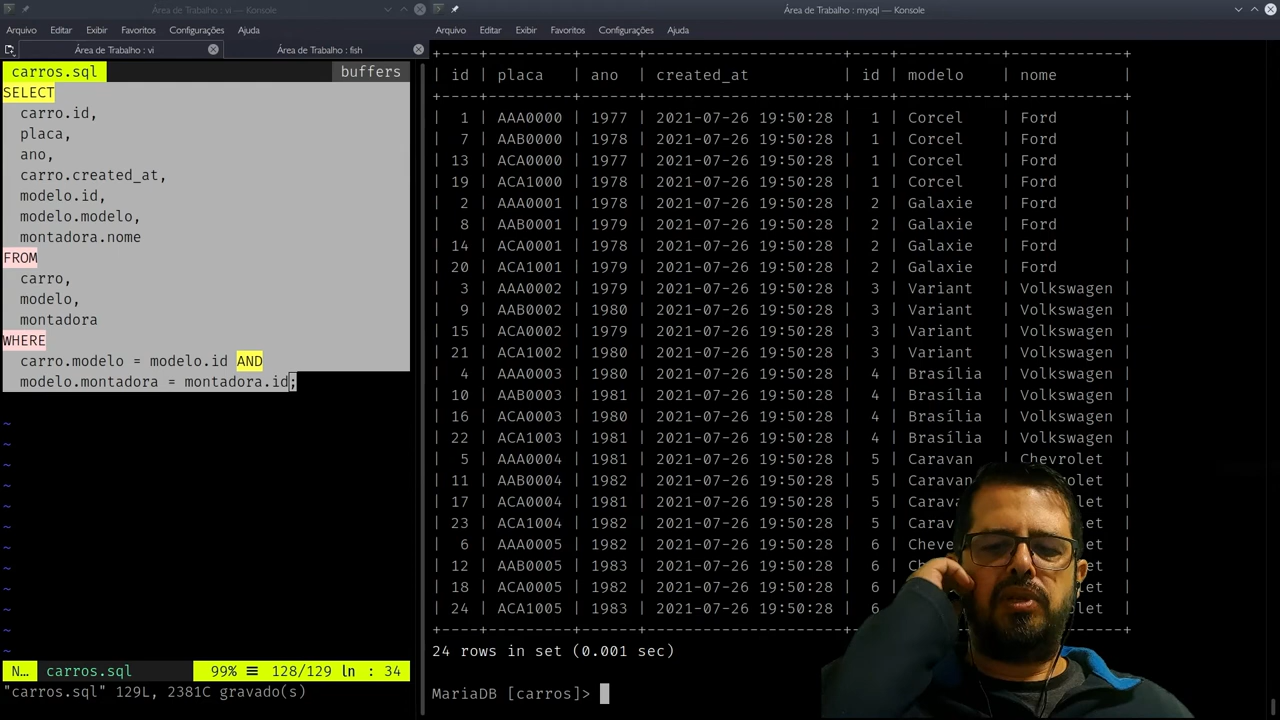 Área de Trabalho : vi — Konsole
Arquivo Editar Exibir Favoritos Configurações Ajuda
Área de Trabalho : vi Área de Trabalho : fish
carros.sql buffers
SELECT
carro.id,
placa,
ano,
carro.created_at,
modelo.id,
modelo.modelo,
montadora.nome
FROM
carro,
modelo,
montadora
WHERE
carro.modelo = modelo.id AND
modelo.montadora = montadora.id;
~
~
~
~
~
~
~
~
~
~
~
~
N... carros.sql 99% ≡ 128/129 ln : 34
"carros.sql" 129L, 2381C gravado(s)
Área de Trabalho : mysql — Konsole
Arquivo Editar Exibir Favoritos Configurações Ajuda
| id | placa | ano | created_at | id | modelo | nome |
| 1 | AAA0000 | 1977 | 2021-07-26 19:50:28 | 1 | Corcel | Ford |
| 7 | AAB0000 | 1978 | 2021-07-26 19:50:28 | 1 | Corcel | Ford |
| 13 | ACA0000 | 1977 | 2021-07-26 19:50:28 | 1 | Corcel | Ford |
| 19 | ACA1000 | 1978 | 2021-07-26 19:50:28 | 1 | Corcel | Ford |
| 2 | AAA0001 | 1978 | 2021-07-26 19:50:28 | 2 | Galaxie | Ford |
| 8 | AAB0001 | 1979 | 2021-07-26 19:50:28 | 2 | Galaxie | Ford |
| 14 | ACA0001 | 1978 | 2021-07-26 19:50:28 | 2 | Galaxie | Ford |
| 20 | ACA1001 | 1979 | 2021-07-26 19:50:28 | 2 | Galaxie | Ford |
| 3 | AAA0002 | 1979 | 2021-07-26 19:50:28 | 3 | Variant | Volkswagen |
| 9 | AAB0002 | 1980 | 2021-07-26 19:50:28 | 3 | Variant | Volkswagen |
| 15 | ACA0002 | 1979 | 2021-07-26 19:50:28 | 3 | Variant | Volkswagen |
| 21 | ACA1002 | 1980 | 2021-07-26 19:50:28 | 3 | Variant | Volkswagen |
| 4 | AAA0003 | 1980 | 2021-07-26 19:50:28 | 4 | Brasília | Volkswagen |
| 10 | AAB0003 | 1981 | 2021-07-26 19:50:28 | 4 | Brasília | Volkswagen |
| 16 | ACA0003 | 1980 | 2021-07-26 19:50:28 | 4 | Brasília | Volkswagen |
| 22 | ACA1003 | 1981 | 2021-07-26 19:50:28 | 4 | Brasília | Volkswagen |
| 5 | AAA0004 | 1981 | 2021-07-26 19:50:28 | 5 | Caravan | Chevrolet |
| 11 | AAB0004 | 1982 | 2021-07-26 19:50:28 | 5 |
| 17 | ACA0004 | 1981 | 2021-07-26 19:50:28 | 5 |
| 23 | ACA1004 | 1982 | 2021-07-26 19:50:28 | 5 |
| 6 | AAA0005 | 1982 | 2021-07-26 19:50:28 | 6 |
| 12 | AAB0005 | 1983 | 2021-07-26 19:50:28 | 6 |
| 18 | ACA0005 | 1982 | 2021-07-26 19:50:28 | 6 |
| 24 | ACA1005 | 1983 | 2021-07-26 19:50:28 |
24 rows in set (0.001 sec)
MariaDB [carros]>